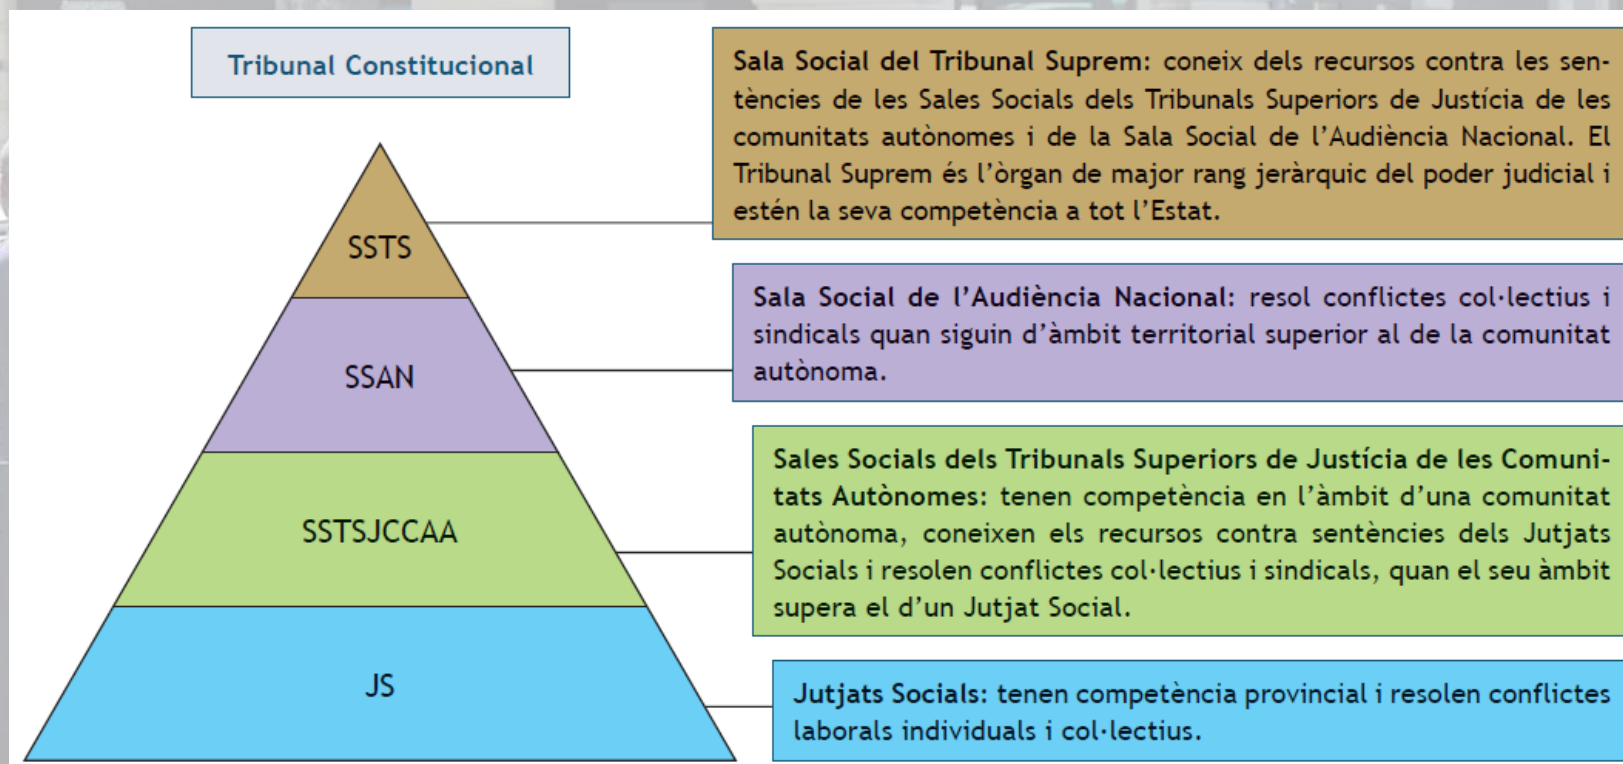 Tribunal Constitucional
SSTS
SSAN
SSTSJCCAA
JS
Sala Social del Tribunal Suprem: coneix dels recursos contra les sen-
tències de les Sales Socials dels Tribunals Superiors de Justícia de les
comunitats autònomes i de la Sala Social de l’Audiència Nacional. El
Tribunal Suprem és l’òrgan de major rang jeràrquic del poder judicial i
estén la seva competència a tot l’Estat.
Sala Social de l’Audiència Nacional: resol conflictes col·lectius i
sindicals quan siguin d’àmbit territorial superior al de la comunitat
autònoma.
Sales Socials dels Tribunals Superiors de Justícia de les Comuni-
tats Autònomes: tenen competència en l’àmbit d’una comunitat
autònoma, coneixen els recursos contra sentències dels Jutjats
Socials i resolen conflictes col·lectius i sindicals, quan el seu àmbit
supera el d’un Jutjat Social.
Jutjats Socials: tenen competència provincial i resolen conflictes
laborals individuals i col·lectius.